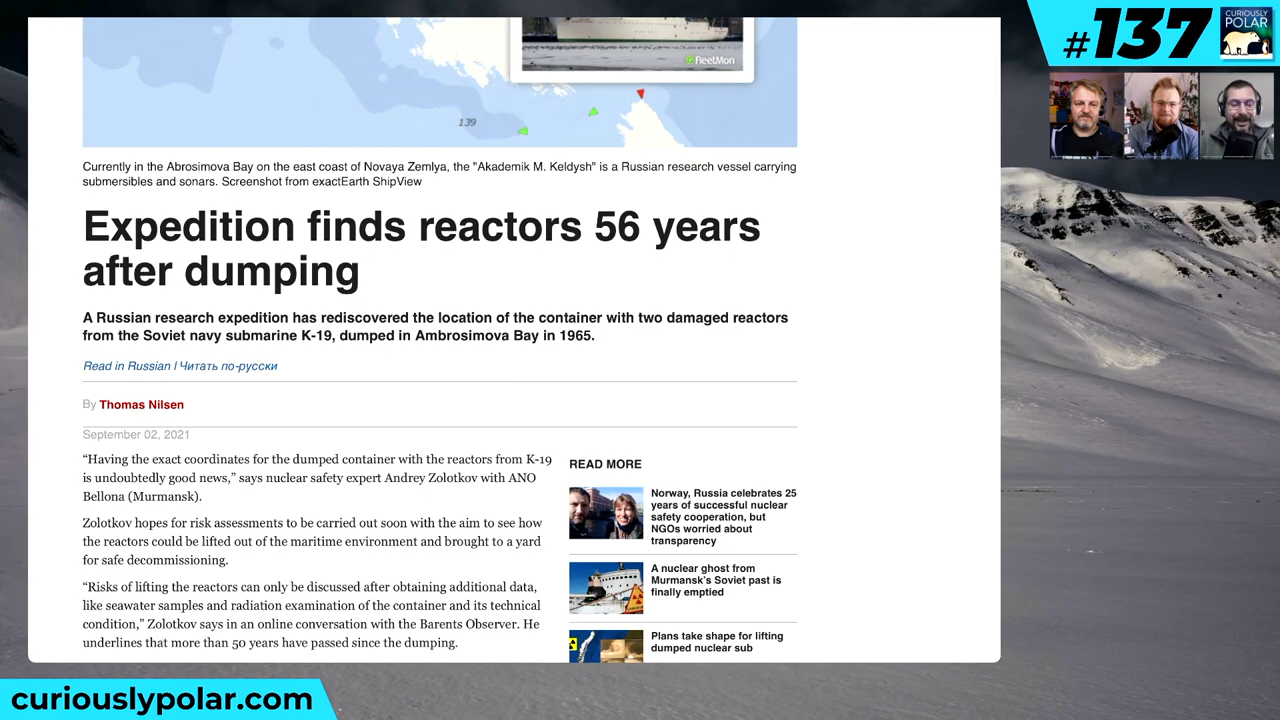 #137
CURIOUSLY
POLAR
FleetMon
139
Currently in the Abrosimova Bay on the east coast of Novaya Zemlya, the "Akademik M. Keldysh" is a Russian research vessel carrying
submersibles and sonars. Screenshot from exactEarth ShipView
Expedition finds reactors 56 years
after dumping
A Russian research expedition has rediscovered the location of the container with two damaged reactors
from the Soviet navy submarine K-19, dumped in Ambrosimova Bay in 1965.
Read in Russian | Читать по-русски
By Thomas Nilsen
September 02, 2021
“Having the exact coordinates for the dumped container with the reactors from K-19
is undoubtedly good news,” says nuclear safety expert Andrey Zolotkov with ANO
Bellona (Murmansk).
Zolotkov hopes for risk assessments to be carried out soon with the aim to see how
the reactors could be lifted out of the maritime environment and brought to a yard
for safe decommissioning.
“Risks of lifting the reactors can only be discussed after obtaining additional data,
like seawater samples and radiation examination of the container and its technical
condition,” Zolotkov says in an online conversation with the Barents Observer. He
underlines that more than 50 years have passed since the dumping.
READ MORE
Norway, Russia celebrates 25
years of successful nuclear
safety cooperation, but
NGOs worried about
transparency
A nuclear ghost from
Murmansk's Soviet past is
finally emptied
Plans take shape for lifting
dumped nuclear sub
curiouslypolar.com